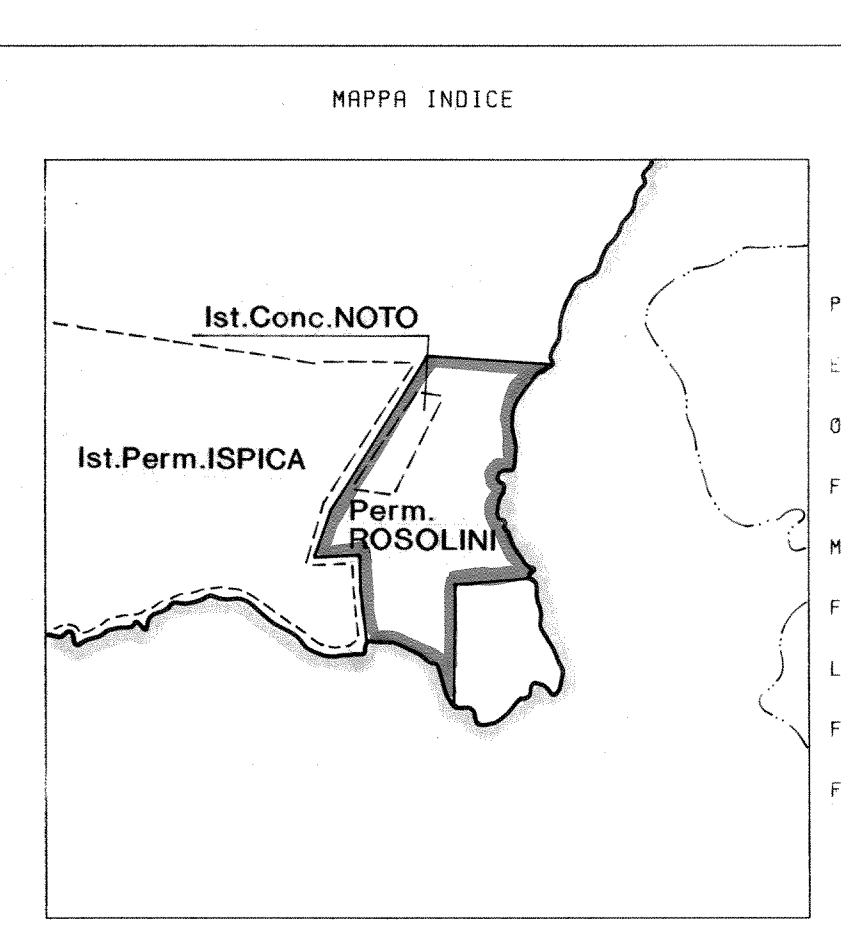 MAPPA INDICE
Ist.Conc.NOTO
Ist.Perm.ISPICA
Perm.
ROSOLINI
P
E
O
F
M
F
L
F
F